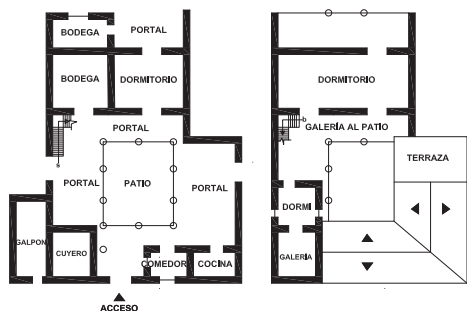 BODEGA
PORTAL
BODEGA
DORMITORIO
PORTAL
PORTAL
PATIO
PORTAL
GALPON
CUYERO
COMEDOR
COCINA
ACCESO
DORMITORIO
GALERÍA AL PATIO
TERRAZA
DORMI
GALERÍA